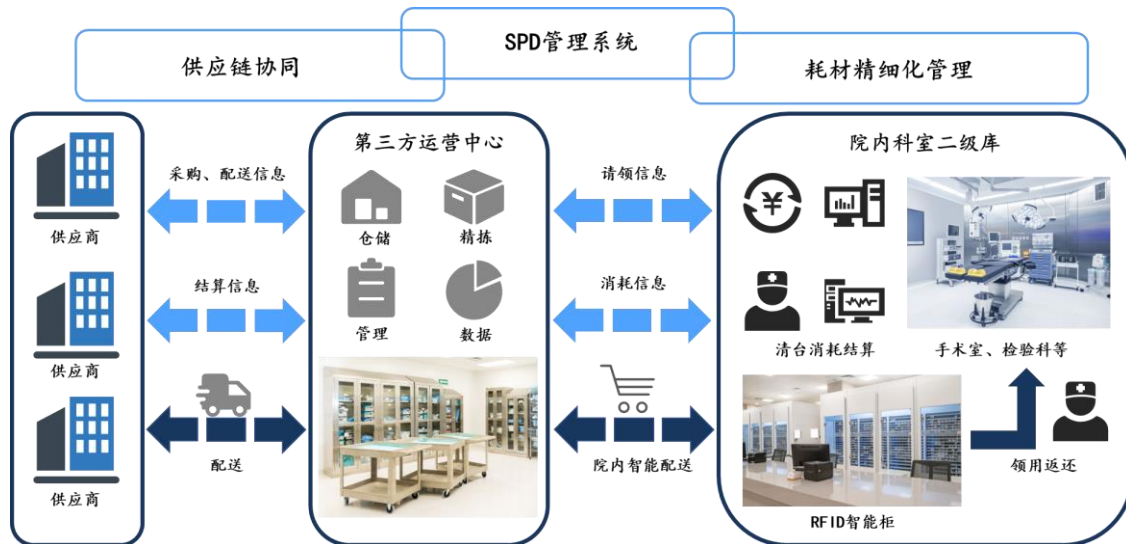 SPD管理系统
供应链协同
耗材精细化管理
供应商
供应商
供应商
采购、配送信息
结算信息
配送
第三方运营中心
仓储
精拣
管理
数据
请领信息
消耗信息
院内智能配送
院内科室二级库
¥
清台消耗结算
手术室、检验科等
领用返还
RFID智能柜